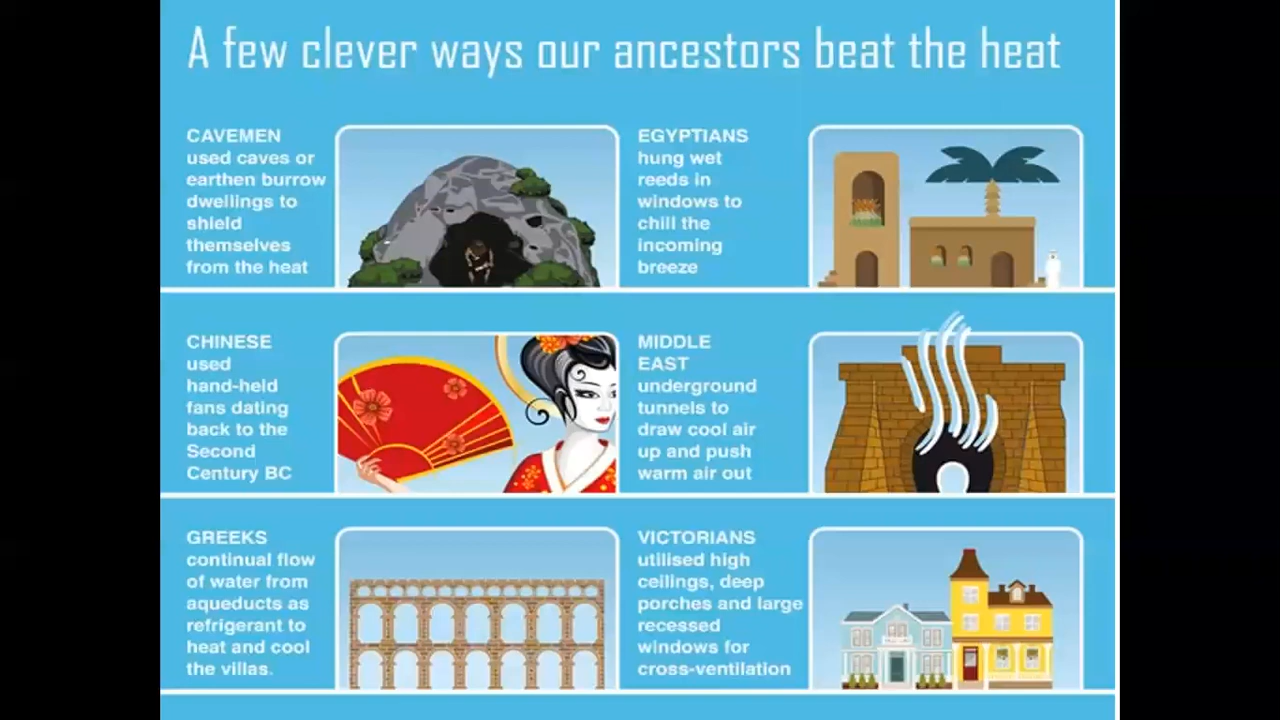 A few clever ways our ancestors beat the heat
CAVEMEN
used caves or
earthen burrow
dwellings to
shield
themselves
from the heat
EGYPTIANS
hung wet
reeds in
windows to
chill the
incoming
breeze
CHINESE
used
hand-held
fans dating
back to the
Second
Century BC
MIDDLE
EAST
underground
tunnels to
draw cool air
up and push
warm air out
GREEKS
continual flow
of water from
aqueducts as
refrigerant to
heat and cool
the villas.
VICTORIANS
utilised high
ceilings, deep
porches and large
recessed
windows for
cross-ventilation